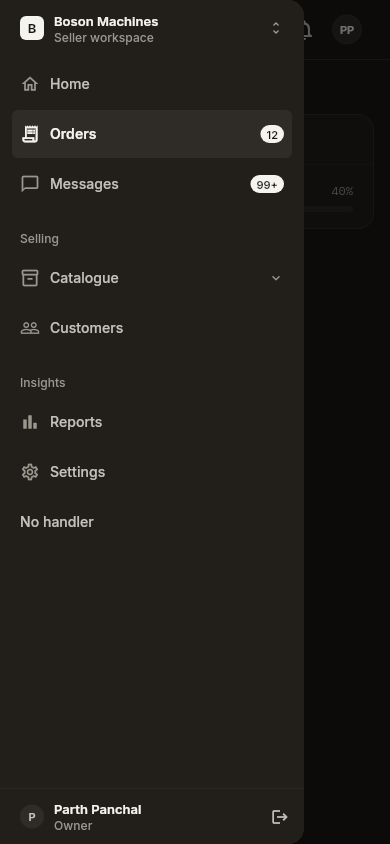 B
Boson Machines
Seller workspace
PP
Home
Orders
12
Messages
99+
40%
Selling
Catalogue
Customers
Insights
Reports
Settings
No handler
P
Parth Panchal
Owner